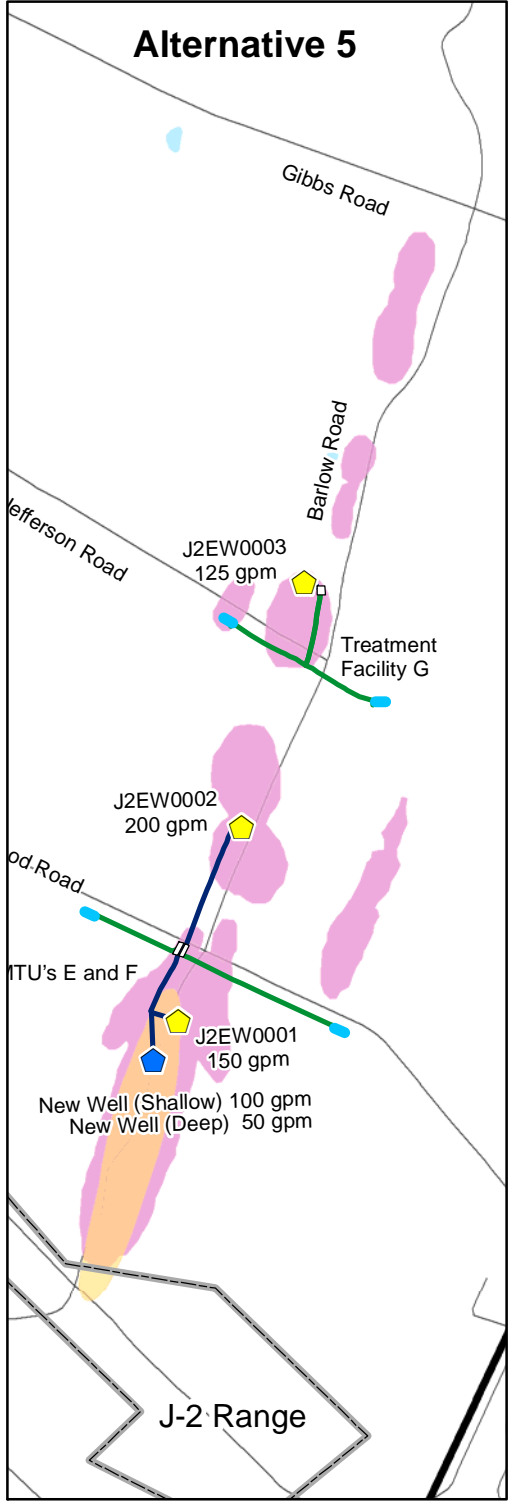 Alternative 5
Gibbs Road
Barlow Road
Jefferson Road
J2EW0003
125 gpm
Treatment
Facility G
J2EW0002
200 gpm
od Road
MTU's E and F
J2EW0001
150 gpm
New Well (Shallow) 100 gpm
New Well (Deep) 50 gpm
J-2 Range